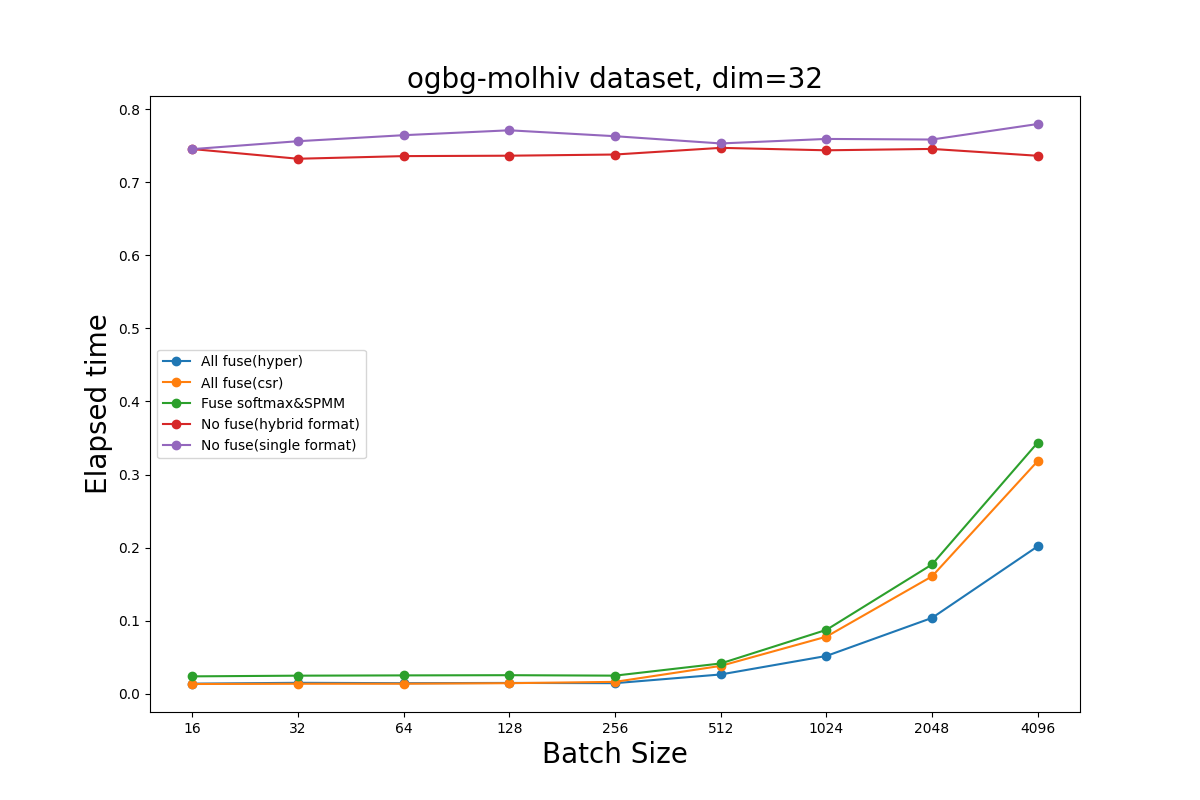 ogbg-molhiv dataset, dim=32
Elapsed time
0.8
0.7
0.6
0.5
0.4
0.3
0.2
0.1
0.0
All fuse(hyper)
All fuse(csr)
Fuse softmax&SPMM
No fuse(hybrid format)
No fuse(single format)
16 32 64 128 256 512 1024 2048 4096
Batch Size